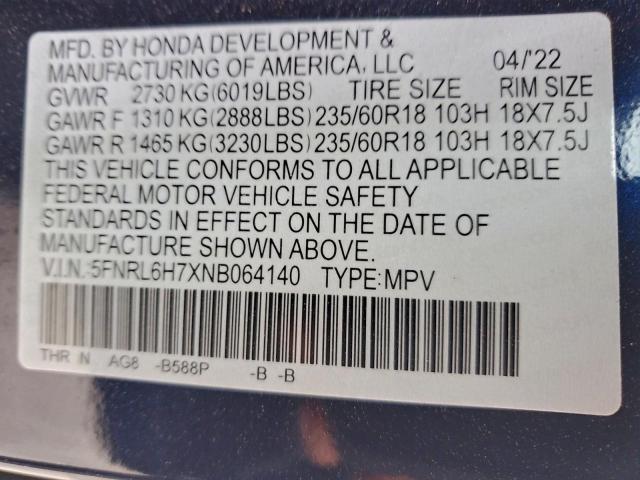 MFD. BY HONDA DEVELOPMENT &
MANUFACTURING OF AMERICA, LLC 04/'22
GVWR 2730 KG(6019LBS) TIRE SIZE RIM SIZE
GAWR F 1310 KG(2888LBS) 235/60R18 103H 18X7.5J
GAWR R 1465 KG(3230LBS) 235/60R18 103H 18X7.5J
THIS VEHICLE CONFORMS TO ALL APPLICABLE
FEDERAL MOTOR VEHICLE SAFETY
STANDARDS IN EFFECT ON THE DATE OF
MANUFACTURE SHOWN ABOVE.
V.I.N.:5FNRL6H7XNB064140 TYPE:MPV
THR N AG8 -B588P -B -B